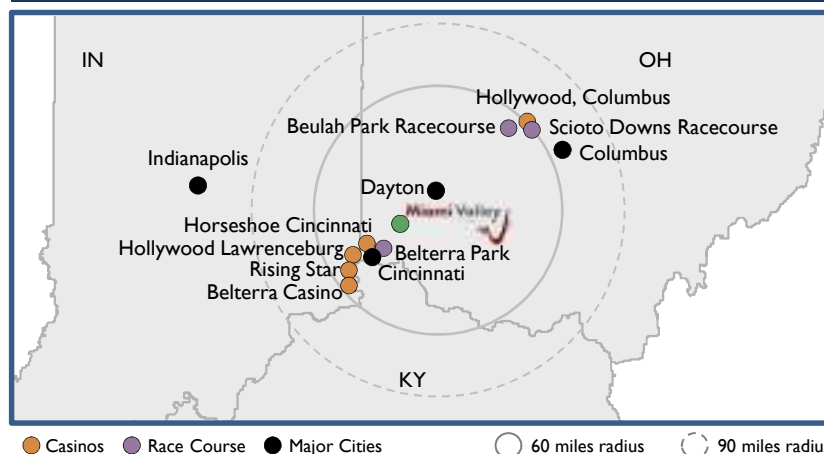 IN
OH
Hollywood, Columbus
Beulah Park Racecourse
Scioto Downs Racecourse
Columbus
Indianapolis
Dayton
Miami Valley
Horseshoe Cincinnati
Hollywood Lawrenceburg
Belterra Park
Rising Star
Cincinnati
Belterra Casino
KY
Casinos
Race Course
Major Cities
60 miles radius
90 miles radiu